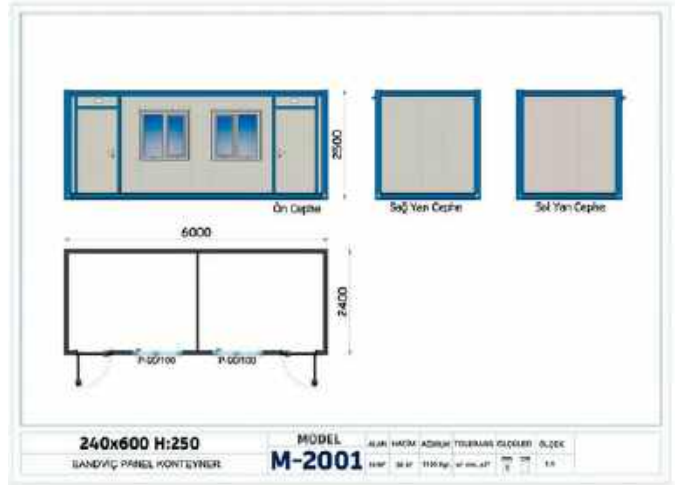 2500
Ön Cephe
Sağ Yan Cephe
Sol Yan Cephe
6000
2400
P-90/100
P-90/100
240x600 H:250
SANDVİÇ PANEL KONTEYNER
MODEL
M-2001
ALAN HACİM AĞIRLIK TOLERANS ÖLÇÜLER ÖLÇEK